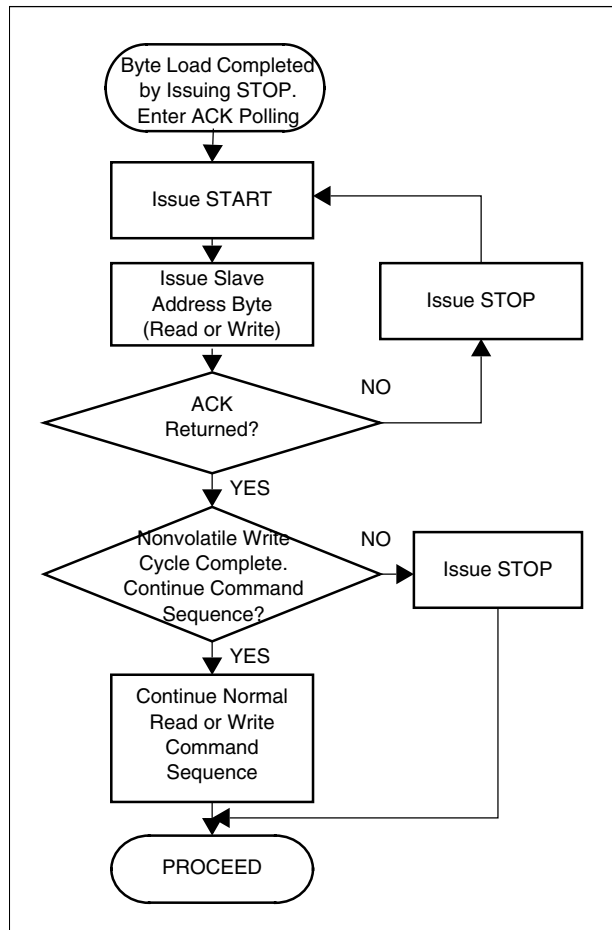 Byte Load Completed
by Issuing STOP.
Enter ACK Polling
Issue START
Issue Slave
Address Byte
(Read or Write)
Issue STOP
NO
ACK
Returned?
YES
Nonvolatile Write
Cycle Complete.
Continue Command
Sequence?
NO
Issue STOP
YES
Continue Normal
Read or Write
Command
Sequence
PROCEED